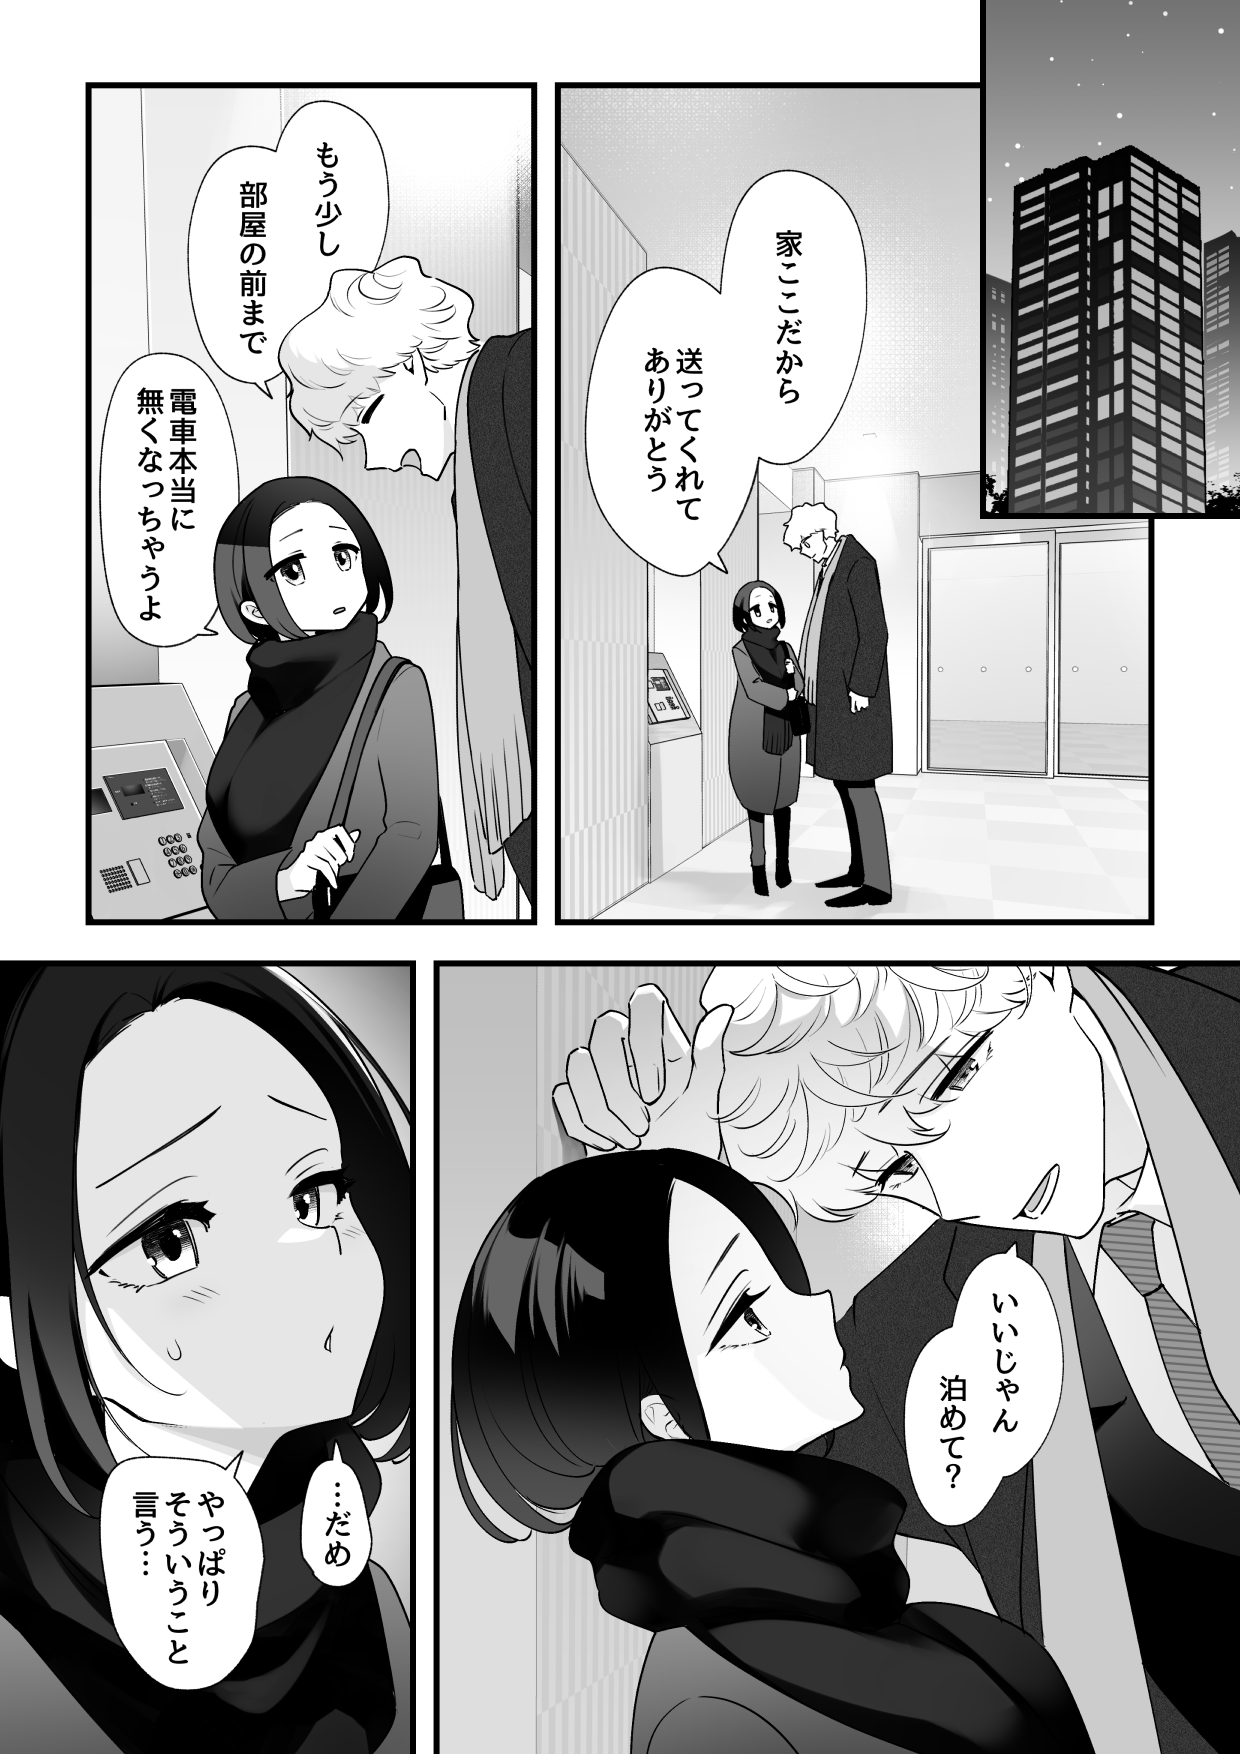 家ここだから
送ってくれて
ありがとう
もう少し
部屋の前まで
電車本当に
無くなっちゃうよ
いいじゃん
泊めて?
…だめ
やっぱり
そういうこと
言う…